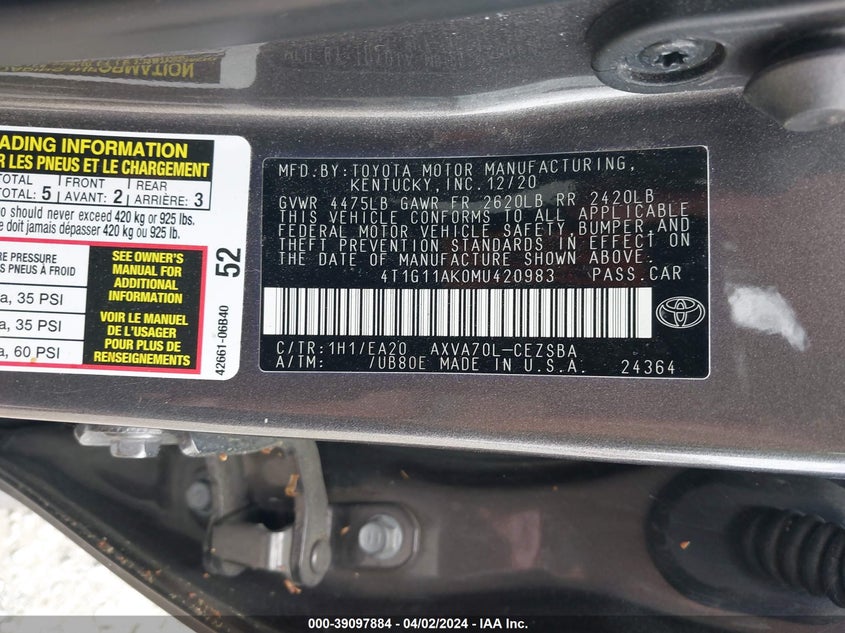 ADING INFORMATION
R LES PNEUS ET LE CHARGEMENT
OTAL
OTAL: 5
FRONT
AVANT: 2
REAR
ARRIÈRE: 3
o should never exceed 420 kg or 925 lbs.
e doit jamais dépasser 420 kg ou 925 lb.
RE PRESSURE
S PNEUS À FROID
a, 35 PSI
a, 35 PSI
a, 60 PSI
SEE OWNER'S
MANUAL FOR
ADDITIONAL
INFORMATION
VOIR LE MANUEL
DE L'USAGER
POUR PLUS DE
RENSEIGNEMENTS
52
42661-06B40
MFD.BY:TOYOTA MOTOR MANUFACTURING,
KENTUCKY,INC.12/20
GVWR 4475LB GAWR FR 2620LB RR 2420LB
THIS VEHICLE CONFORMS TO ALL APPLICABLE
FEDERAL MOTOR VEHICLE SAFETY,BUMPER,AND
THEFT PREVENTION STANDARDS IN EFFECT ON
THE DATE OF MANUFACTURE SHOWN ABOVE.
4T1G11AK0MU420983 PASS.CAR
C/TR:1H1/EA20 AXVA70L-CEZSBA
A/TM: /UB80E MADE IN U.S.A. 24364
000-39097884 / 04/02/2024 - IAA Inc.